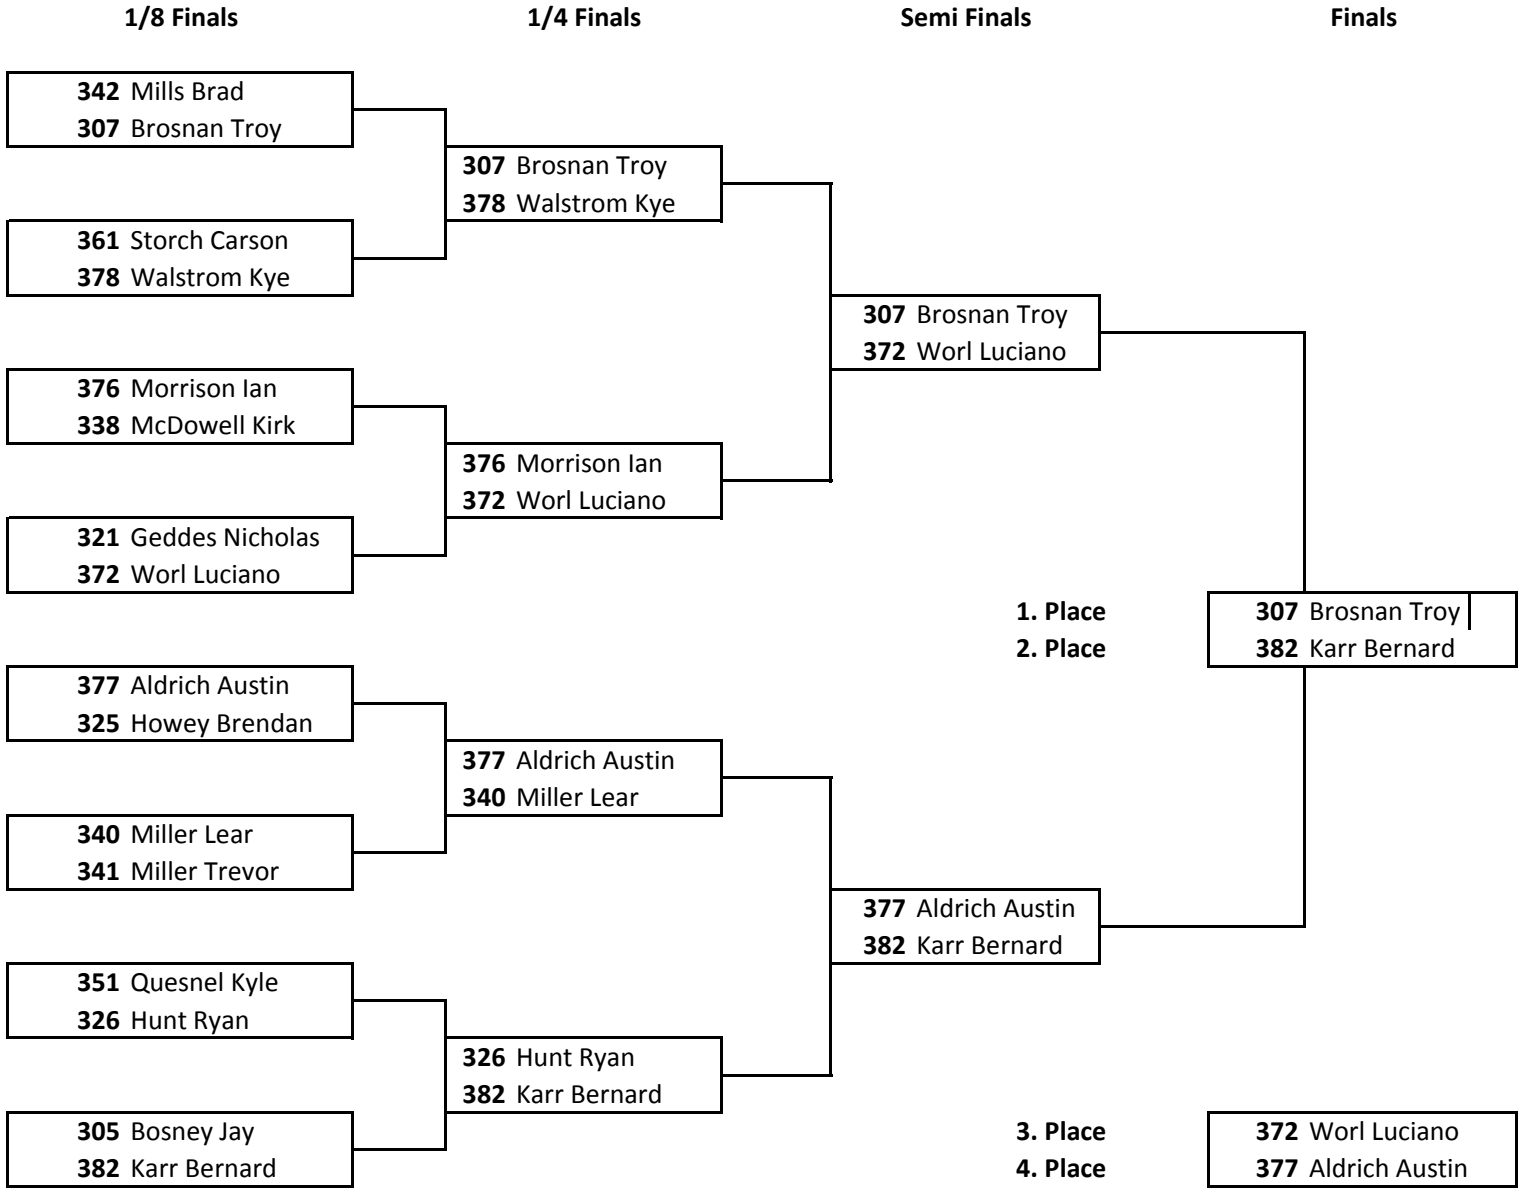 1/8 Finals
1/4 Finals
Semi Finals
Finals
342 Mills Brad
307 Brosnan Troy
361 Storch Carson
378 Walstrom Kye
376 Morrison Ian
338 McDowell Kirk
321 Geddes Nicholas
372 Worl Luciano
377 Aldrich Austin
325 Howey Brendan
340 Miller Lear
341 Miller Trevor
351 Quesnel Kyle
326 Hunt Ryan
305 Bosney Jay
382 Karr Bernard
307 Brosnan Troy
378 Walstrom Kye
376 Morrison Ian
372 Worl Luciano
377 Aldrich Austin
340 Miller Lear
326 Hunt Ryan
382 Karr Bernard
307 Brosnan Troy
372 Worl Luciano
377 Aldrich Austin
382 Karr Bernard
1. Place 307 Brosnan Troy
2. Place 382 Karr Bernard
3. Place 372 Worl Luciano
4. Place 377 Aldrich Austin